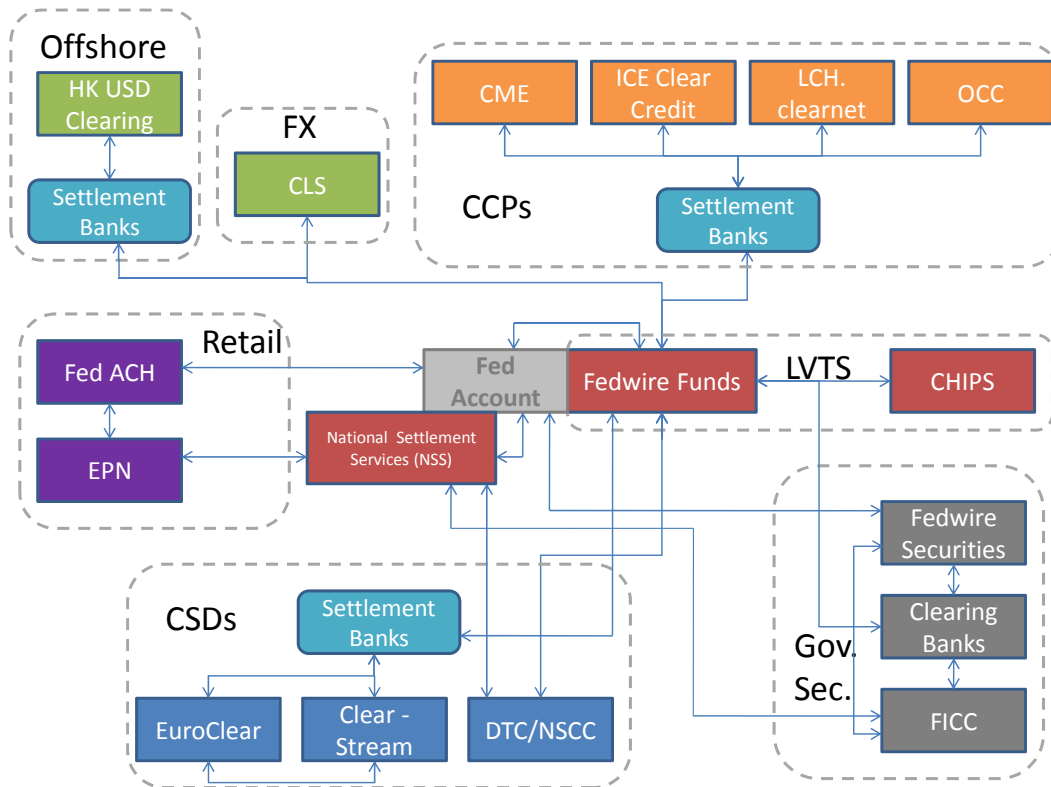 Offshore
HK USD
Clearing
Settlement
Banks
FX
CLS
CME
ICE Clear
Credit
LCH.
clearnet
OCC
CCPs
Settlement
Banks
Retail
Fed ACH
EPN
Fed
Account
Fedwire Funds
LVTS
CHIPS
National Settlement
Services (NSS)
CSDs
Settlement
Banks
EuroClear
Clear -
Stream
DTC/NSCC
Gov.
Sec.
Fedwire
Securities
Clearing
Banks
FICC